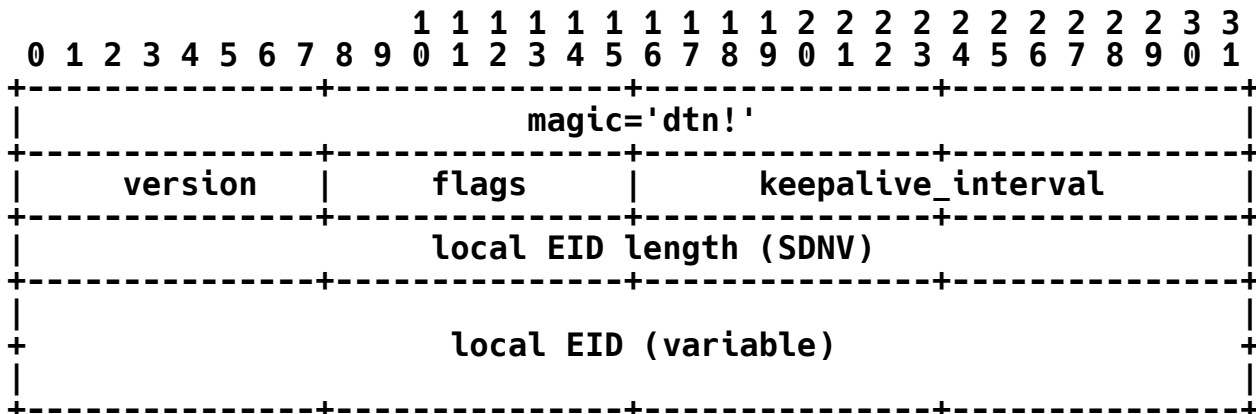 1 1 1 1 1 1 1 1 1 1 2 2 2 2 2 2 2 2 2 2 3 3
 0 1 2 3 4 5 6 7 8 9 0 1 2 3 4 5 6 7 8 9 0 1 2 3 4 5 6 7 8 9 0 1
+---------------+---------------+---------------+---------------+
|                          magic='dtn!'                         |
+---------------+---------------+---------------+---------------+
|     version   |     flags     |      keepalive_interval       |
+---------------+---------------+---------------+---------------+
|                     local EID length (SDNV)                   |
+---------------+---------------+---------------+---------------+
|                                                               |
+                      local EID (variable)                     +
|                                                               |
+---------------+---------------+---------------+---------------+